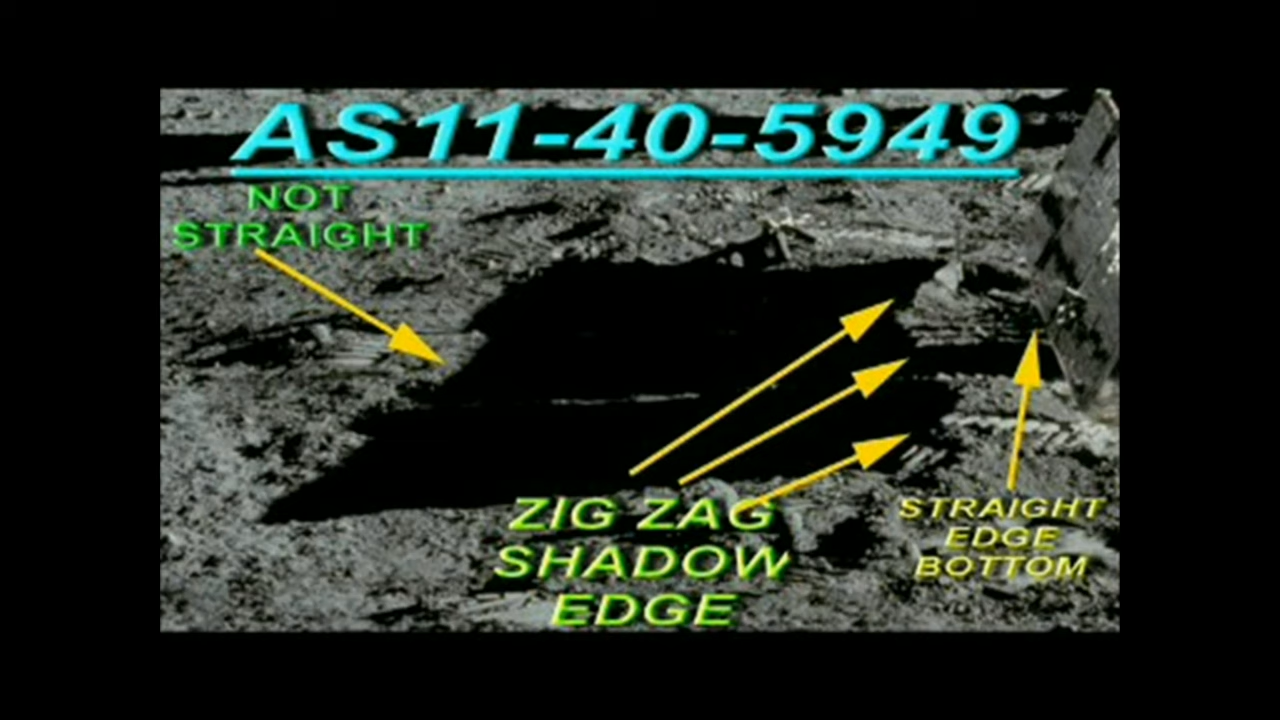 AS11-40-5949
NOT
STRAIGHT
ZIG ZAG
SHADOW
EDGE
STRAIGHT
EDGE
BOTTOM